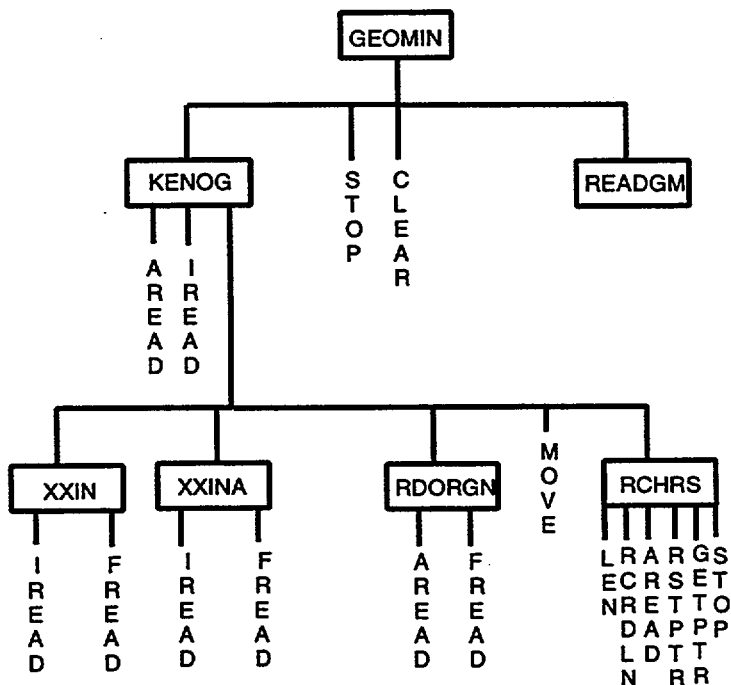 GEOMIN
KENOG
STOP
CLEAR
READGM
AREAD
IREAD
XXIN
XXINA
RDORGN
MOVE
RCHRS
IREAD
FREAD
IREAD
FREAD
AREAD
FREAD
LEN
RCRDLN
AREAD
RSTPTR
GETPTR
STOP